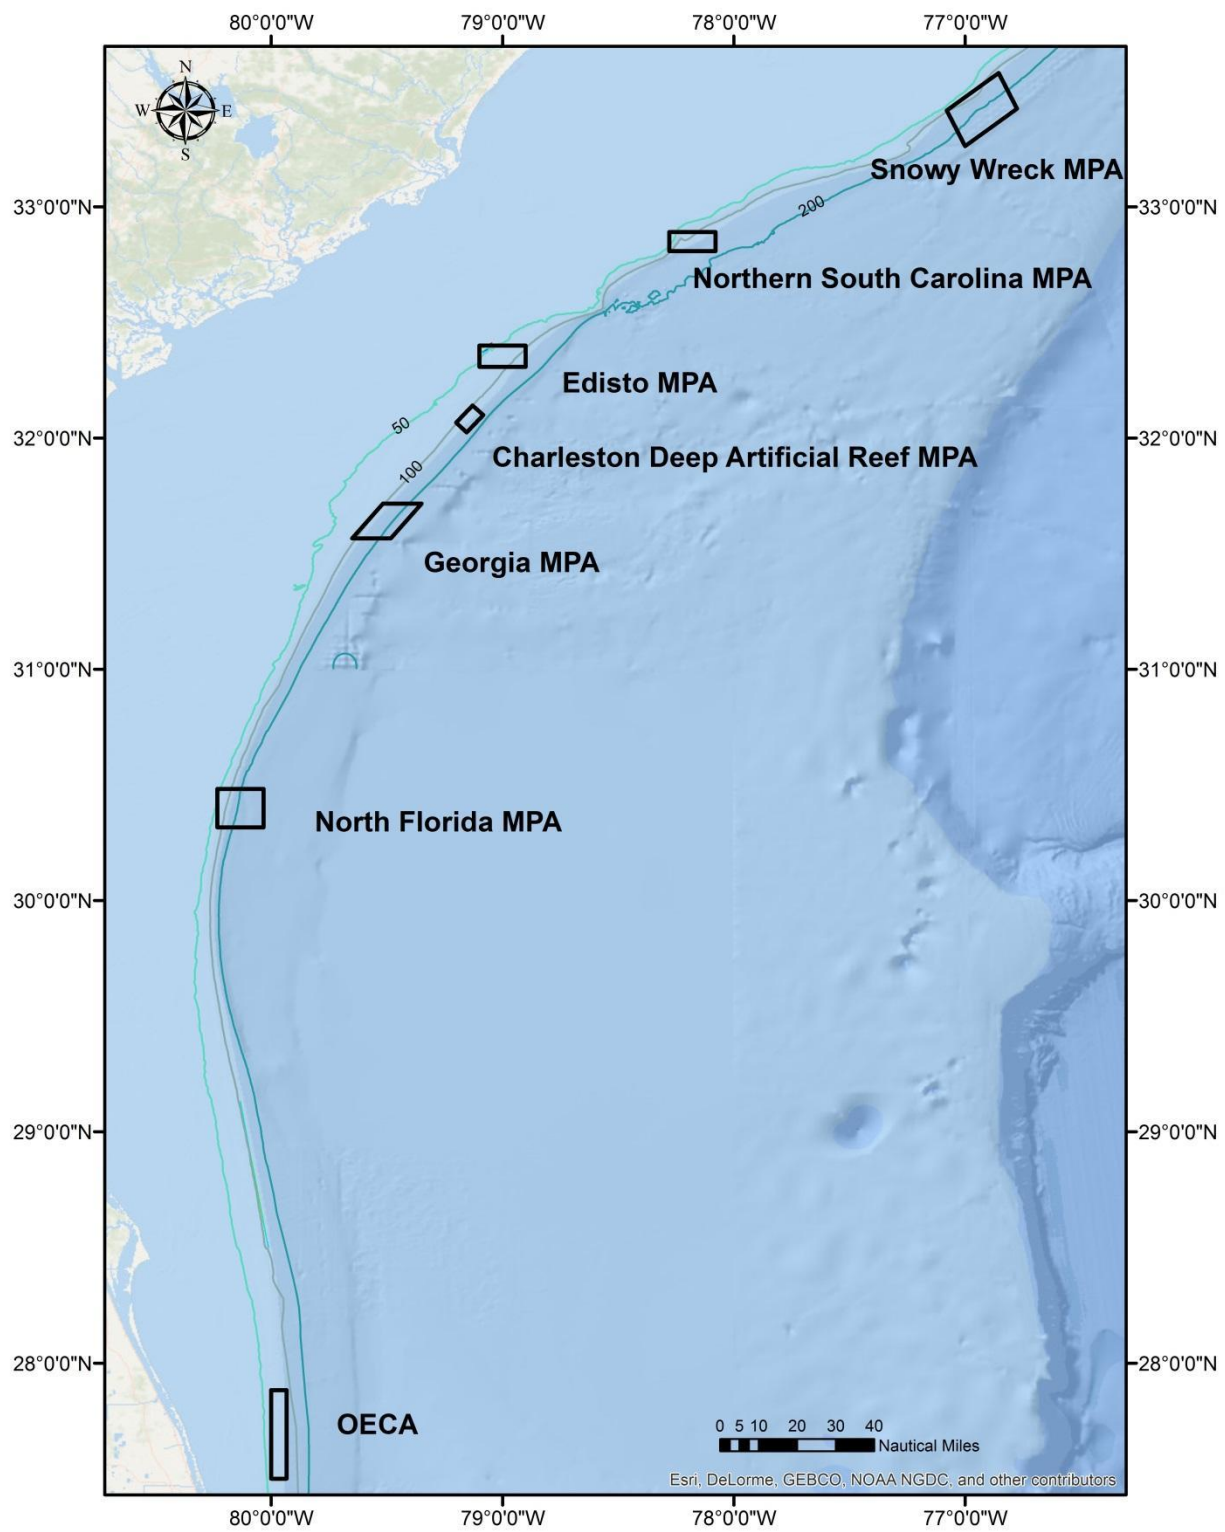 80°0'0"W 79°0'0"W 78°0'0"W 77°0'0"W
N
W E
S
Snowy Wreck MPA
33°0'0"N 33°0'0"N
200
Northern South Carolina MPA
Edisto MPA
50
32°0'0"N 32°0'0"N
Charleston Deep Artificial Reef MPA
100
Georgia MPA
31°0'0"N 31°0'0"N
North Florida MPA
30°0'0"N 30°0'0"N
29°0'0"N 29°0'0"N
28°0'0"N 28°0'0"N
OECA
0 5 10 20 30 40
Nautical Miles
Esri, DeLorme, GEBCO, NOAA NGDC, and other contributors
80°0'0"W 79°0'0"W 78°0'0"W 77°0'0"W